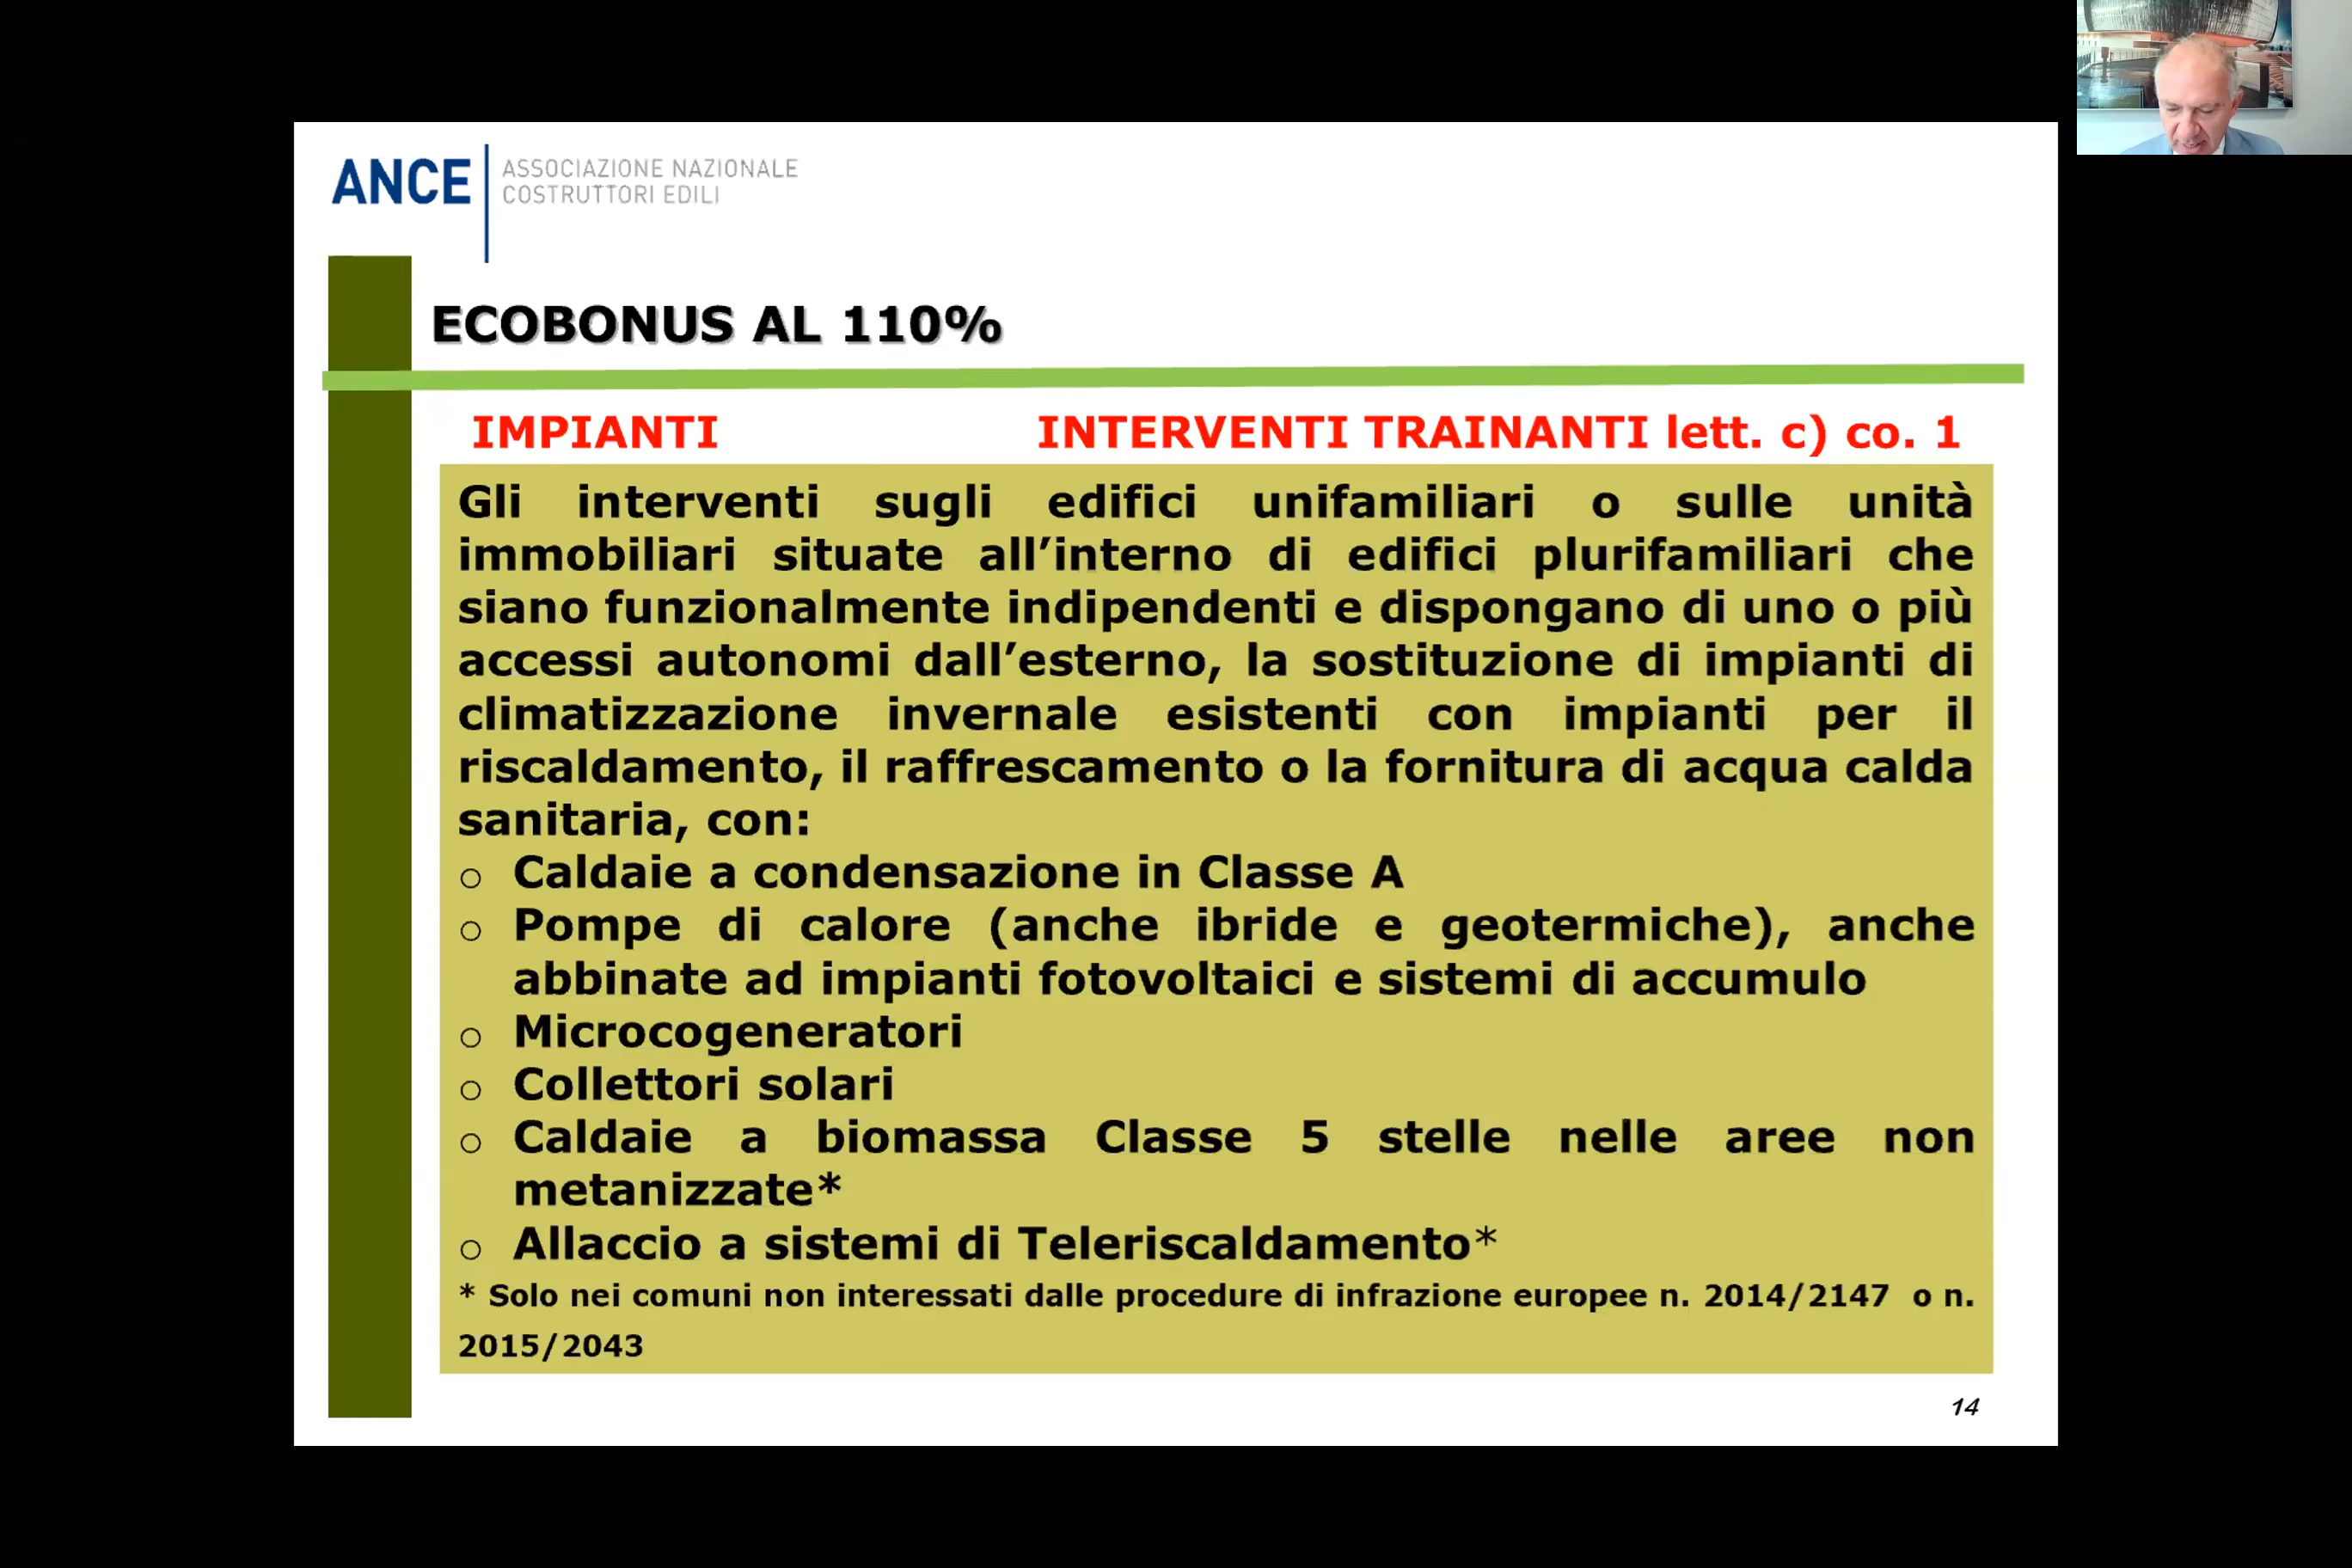 ANCE
ASSOCIAZIONE NAZIONALE
COSTRUTTORI EDILI
ECOBONUS AL 110%
IMPIANTI INTERVENTI TRAINANTI lett. c) co. 1
Gli interventi sugli edifici unifamiliari o sulle unità
immobiliari situate all’interno di edifici plurifamiliari che
siano funzionalmente indipendenti e dispongano di uno o più
accessi autonomi dall’esterno, la sostituzione di impianti di
climatizzazione invernale esistenti con impianti per il
riscaldamento, il raffrescamento o la fornitura di acqua calda
sanitaria, con:
o Caldaie a condensazione in Classe A
o Pompe di calore (anche ibride e geotermiche), anche
abbinate ad impianti fotovoltaici e sistemi di accumulo
o Microcogeneratori
o Collettori solari
o Caldaie a biomassa Classe 5 stelle nelle aree non
metanizzate*
o Allaccio a sistemi di Teleriscaldamento*
* Solo nei comuni non interessati dalle procedure di infrazione europee n. 2014/2147 o n.
2015/2043
14